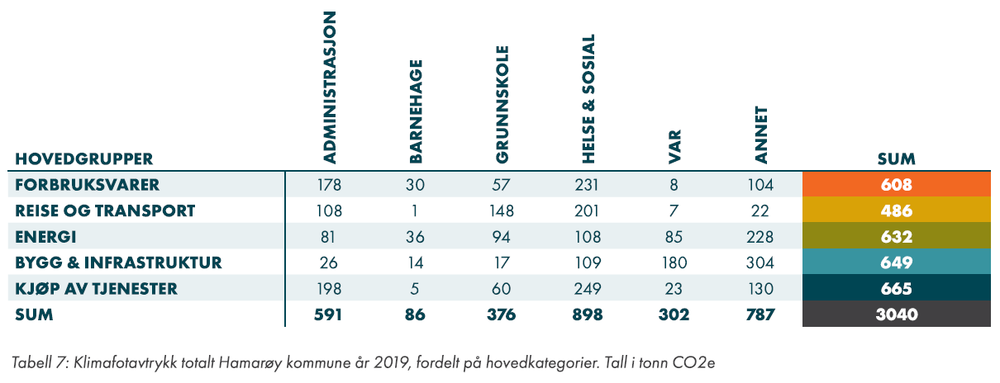 HOVEDGRUPPER ADMINISTRASJON BARNEHAGE GRUNNSKOLE HELSE & SOSIAL VAR ANNET SUM
FORBRUKSVARER 178 30 57 231 8 104 608
REISE OG TRANSPORT 108 1 148 201 7 22 486
ENERGI 81 36 94 108 85 228 632
BYGG & INFRASTRUKTUR 26 14 17 109 180 304 649
KJØP AV TJENESTER 198 5 60 249 23 130 665
SUM 591 86 376 898 302 787 3040
Tabell 7: Klimafotavtrykk totalt Hamarøy kommune år 2019, fordelt på hovedkategorier. Tall i tonn CO2e